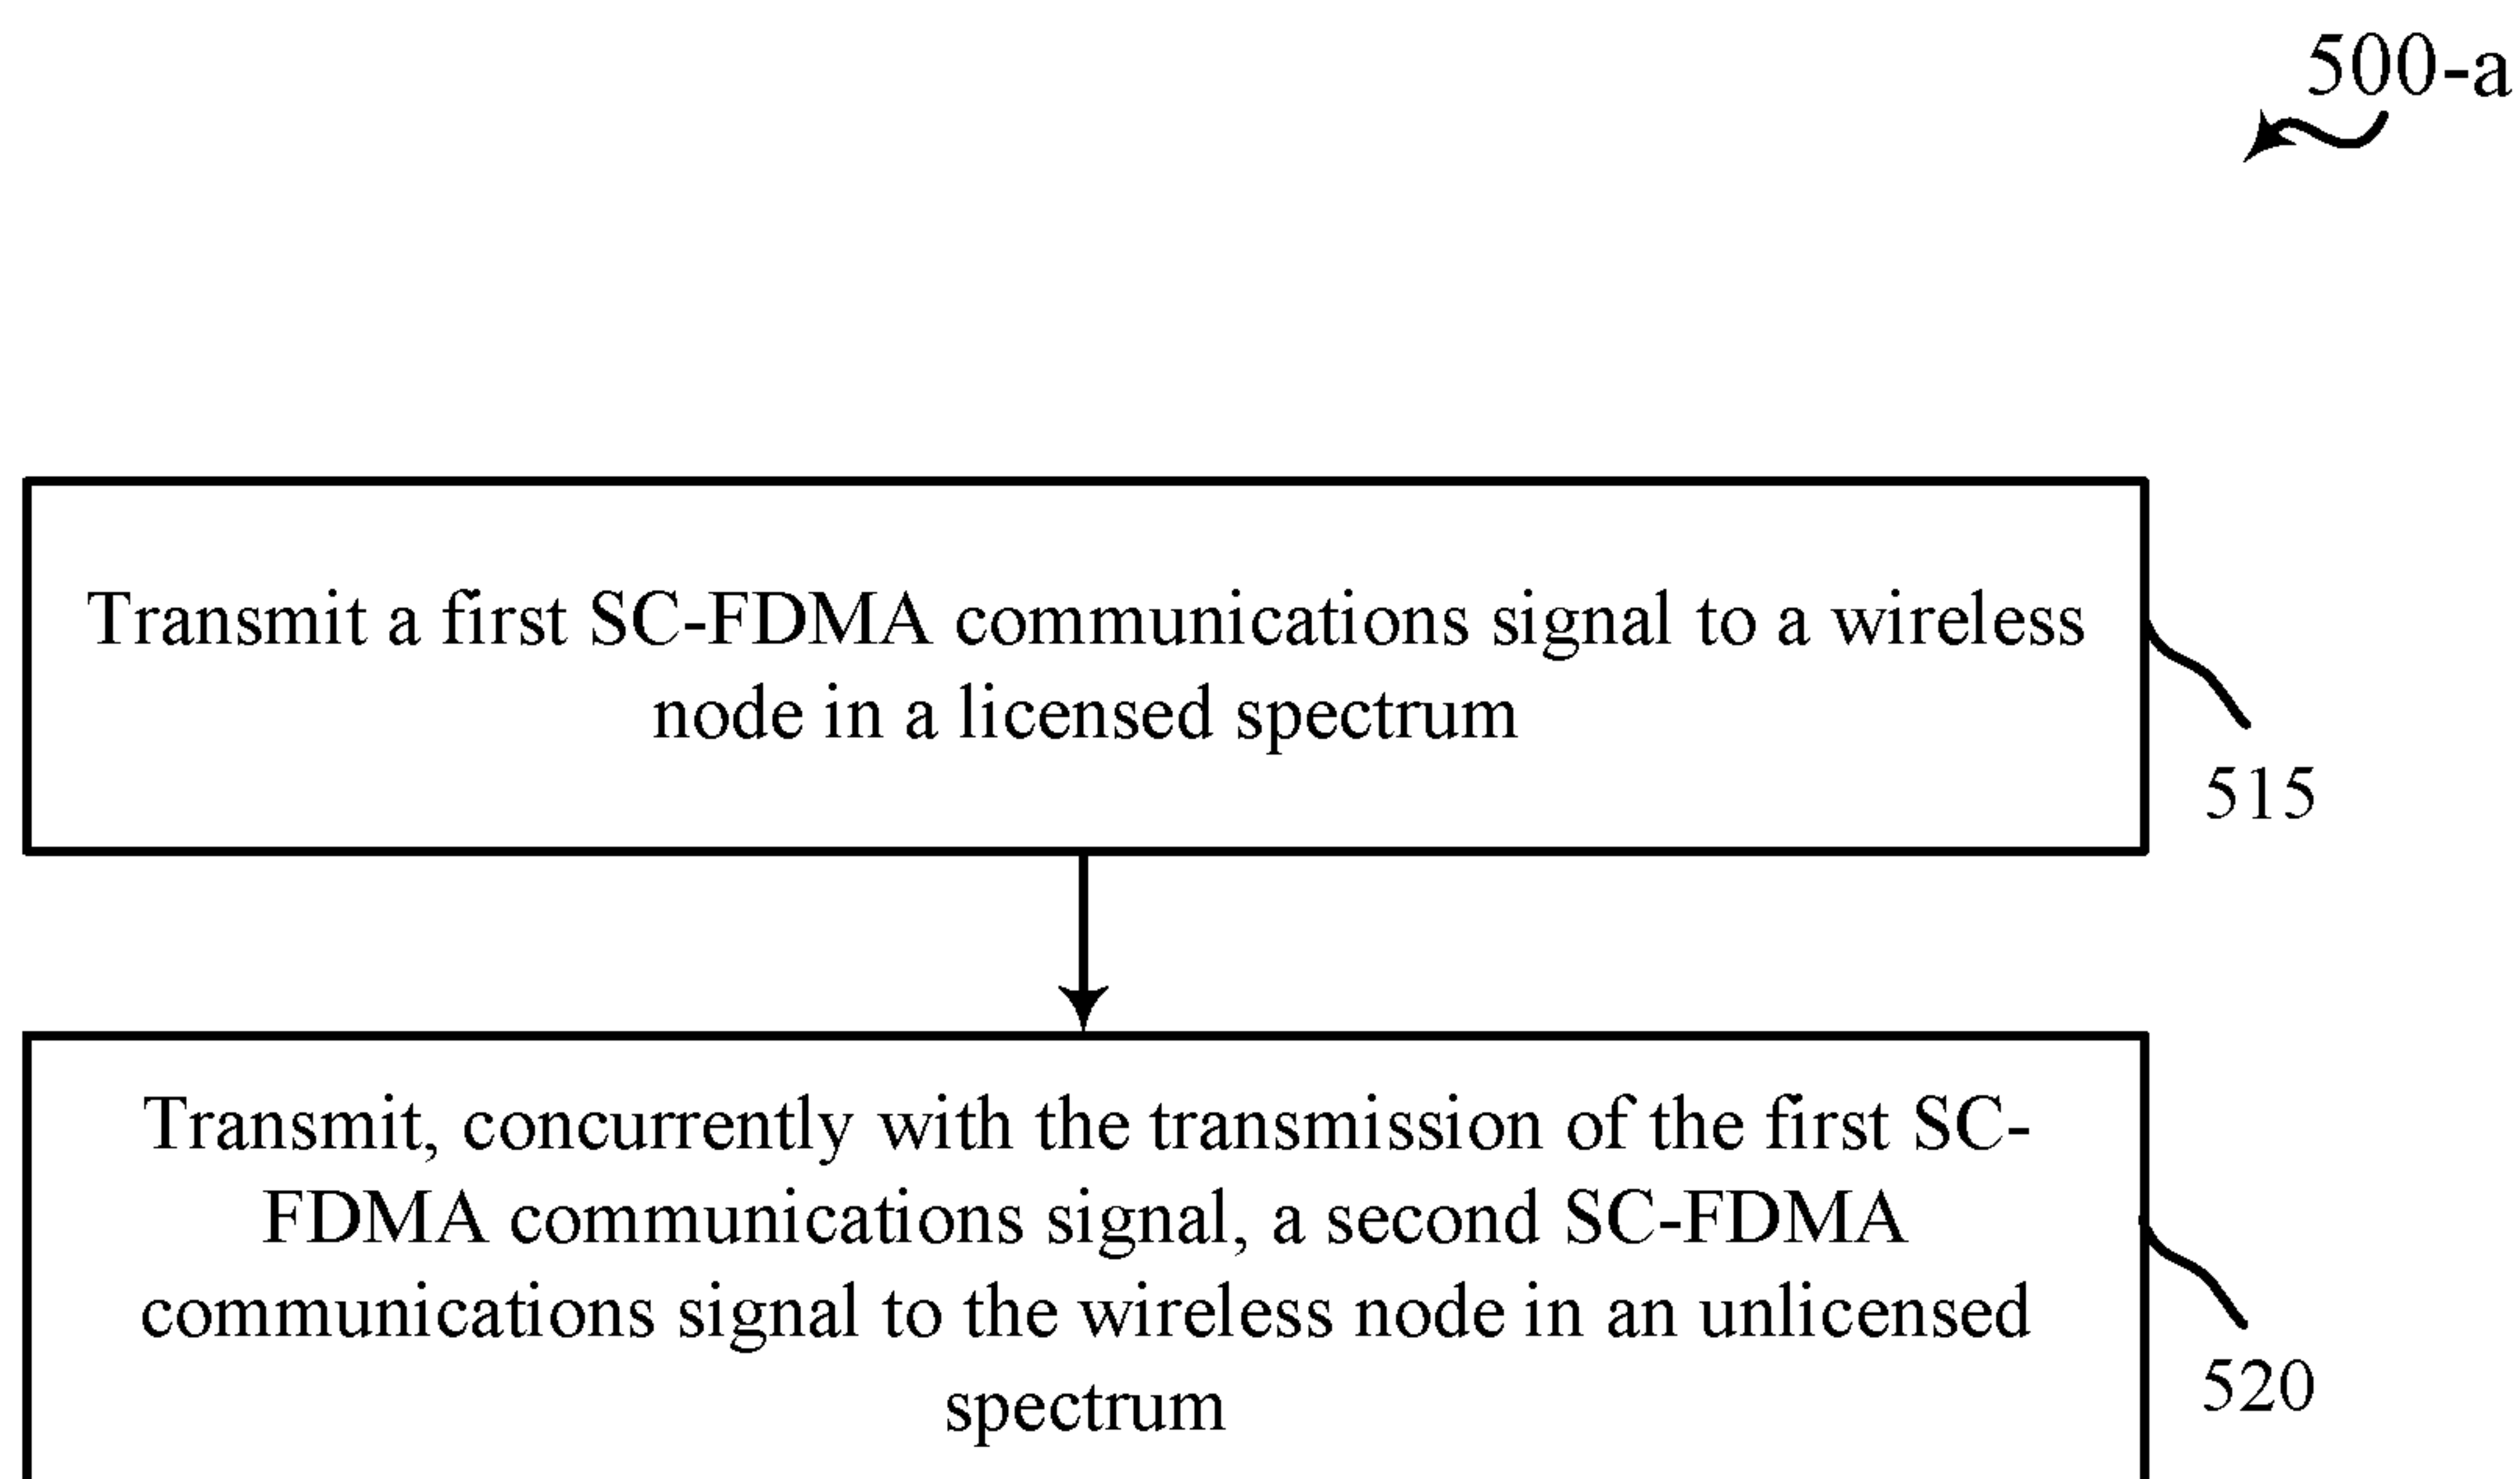 500-a
Transmit a first SC-FDMA communications signal to a wireless
node in a licensed spectrum
515
Transmit, concurrently with the transmission of the first SC-
FDMA communications signal, a second SC-FDMA
communications signal to the wireless node in an unlicensed
spectrum
520